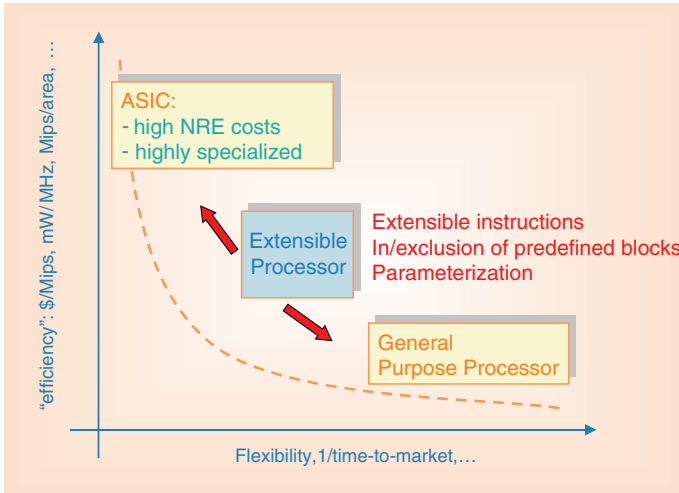 "efficiency": $/Mips, mW/MHz, Mips/area, …
ASIC:
- high NRE costs
- highly specialized
Extensible
Processor
Extensible instructions
In/exclusion of predefined blocks
Parameterization
General
Purpose Processor
Flexibility,1/time-to-market,…